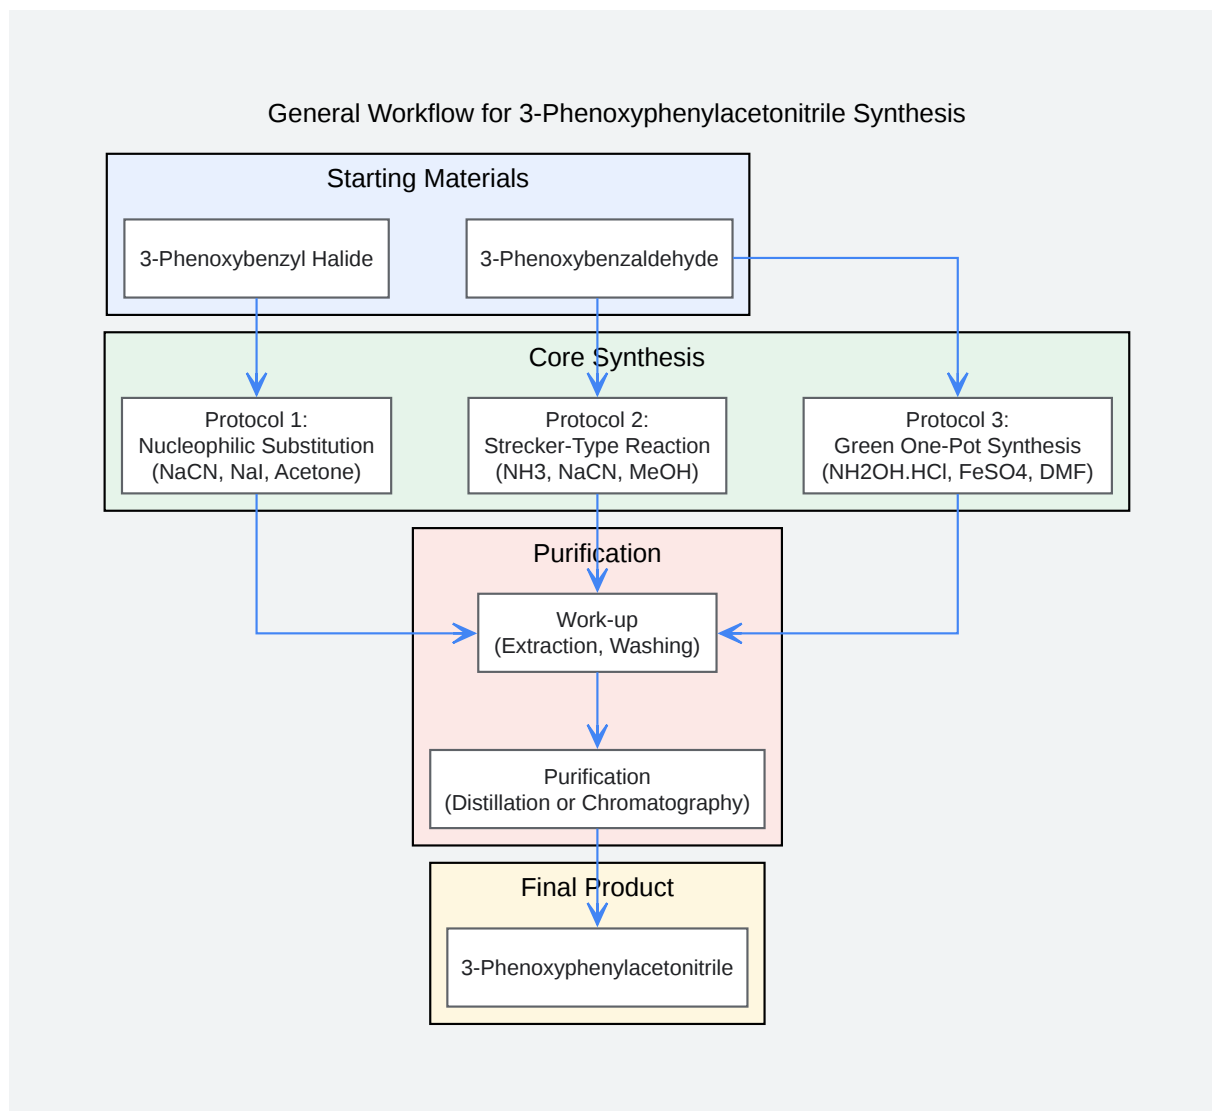 General Workflow for 3-Phenoxyphenylacetonitrile Synthesis
Starting Materials
3-Phenoxybenzyl Halide
3-Phenoxybenzaldehyde
Core Synthesis
Protocol 1:
Nucleophilic Substitution
(NaCN, NaI, Acetone)
Protocol 2:
Strecker-Type Reaction
(NH3, NaCN, MeOH)
Protocol 3:
Green One-Pot Synthesis
(NH2OH.HCl, FeSO4, DMF)
Purification
Work-up
(Extraction, Washing)
Purification
(Distillation or Chromatography)
Final Product
3-Phenoxyphenylacetonitrile